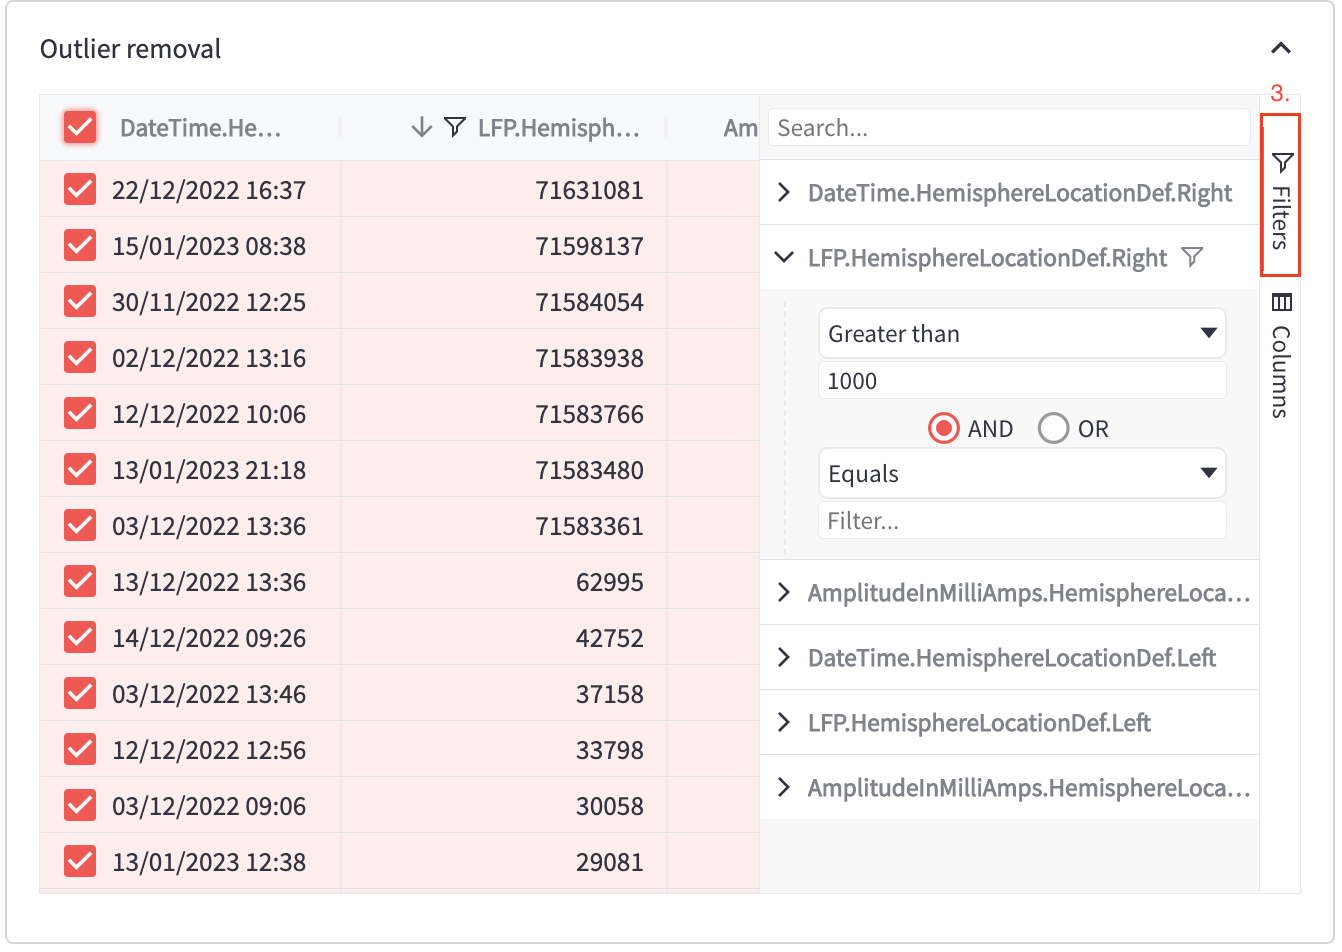 Outlier removal
3.
DateTime.He...
LFP.Hemisph...
Am
22/12/2022 16:37 71631081
15/01/2023 08:38 71598137
30/11/2022 12:25 71584054
02/12/2022 13:16 71583938
12/12/2022 10:06 71583766
13/01/2023 21:18 71583480
03/12/2022 13:36 71583361
13/12/2022 13:36 62995
14/12/2022 09:26 42752
03/12/2022 13:46 37158
12/12/2022 12:56 33798
03/12/2022 09:06 30058
13/01/2023 12:38 29081
Search...
DateTime.HemisphereLocationDef.Right
LFP.HemisphereLocationDef.Right
Greater than
1000
AND OR
Equals
Filter...
AmplitudeInMilliAmps.HemisphereLoca...
DateTime.HemisphereLocationDef.Left
LFP.HemisphereLocationDef.Left
AmplitudeInMilliAmps.HemisphereLoca...
Filters
Columns